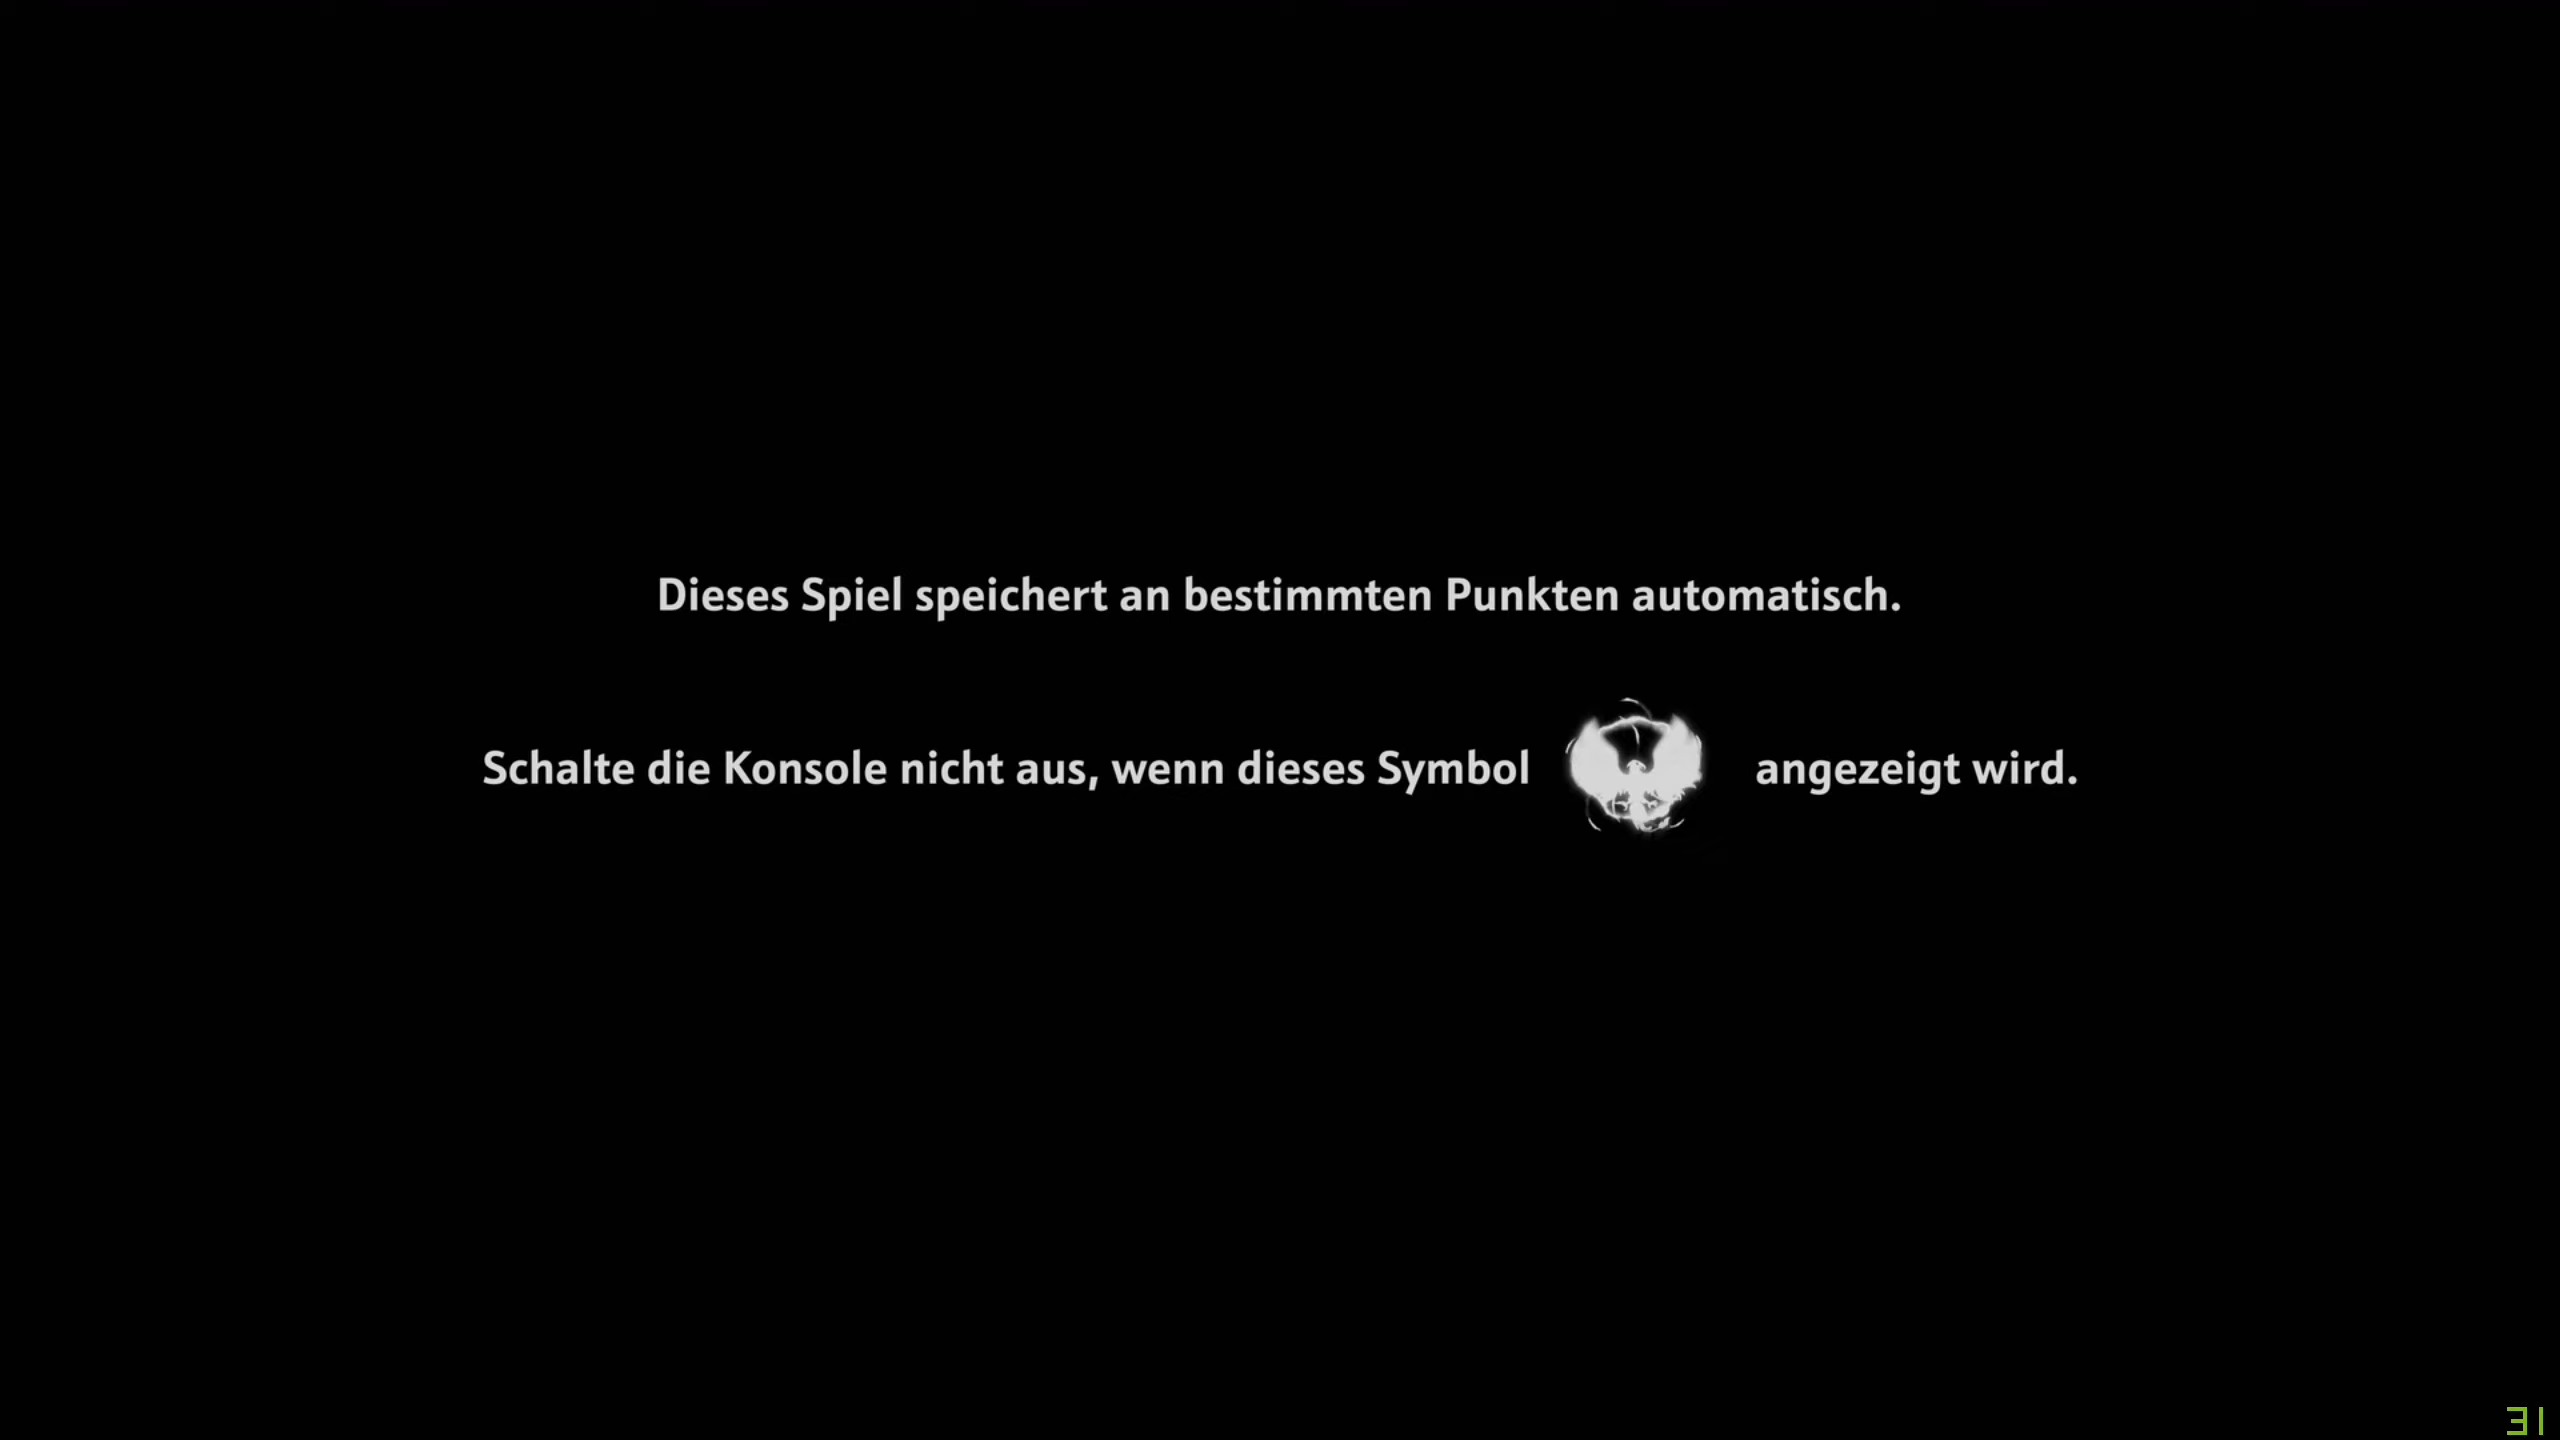 Dieses Spiel speichert an bestimmten Punkten automatisch.
Schalte die Konsole nicht aus, wenn dieses Symbol angezeigt wird.
31